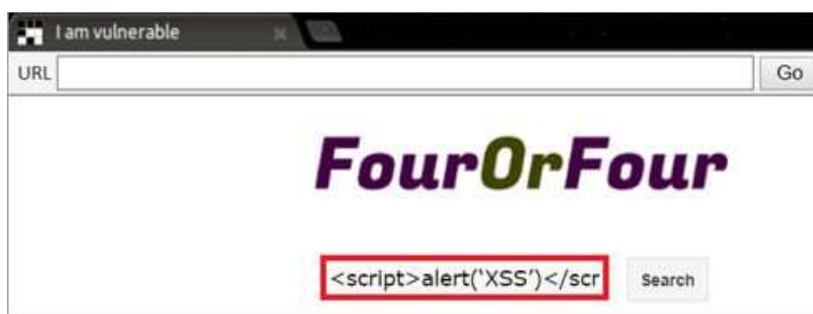 I am vulnerable
URL Go
FourOrFour
<script>alert(‘XSS’)</scr Search